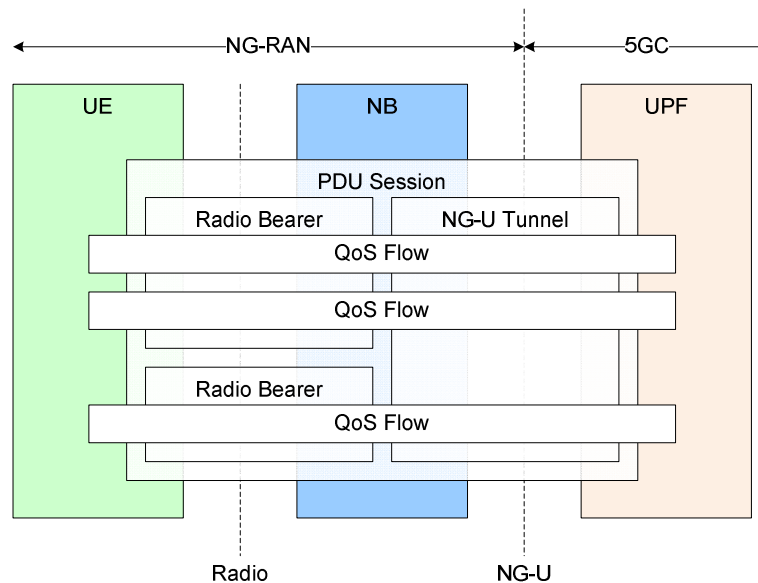 NG-RAN
5GC
UE
NB
UPF
PDU Session
Radio Bearer
NG-U Tunnel
QoS Flow
QoS Flow
Radio Bearer
QoS Flow
Radio
NG-U